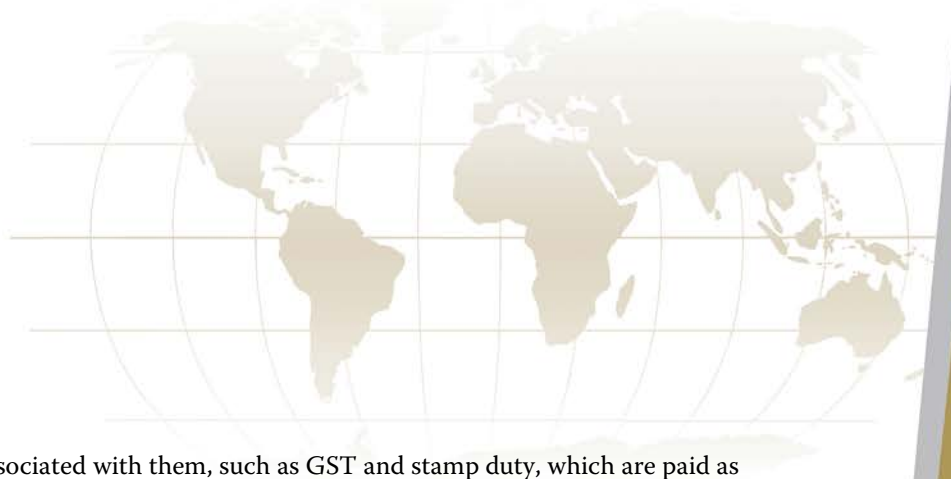 sociated with them, such as GST and stamp duty, which are paid as